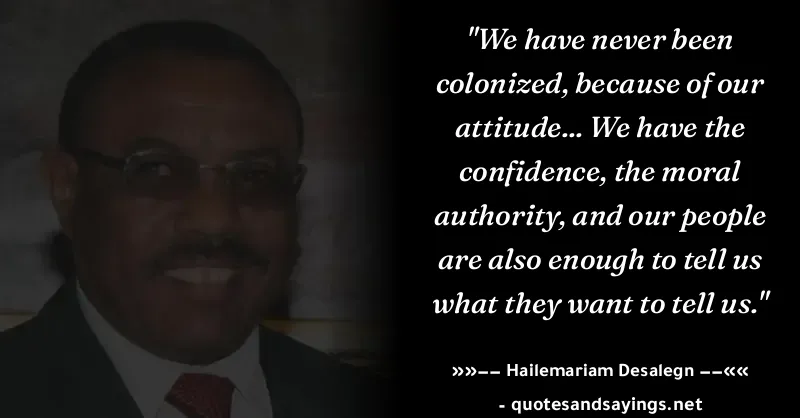 "We have never been
colonized, because of our
attitude... We have the
confidence, the moral
authority, and our people
are also enough to tell us
what they want to tell us."
»»–– Hailemariam Desalegn ––««
- quotesandsayings.net